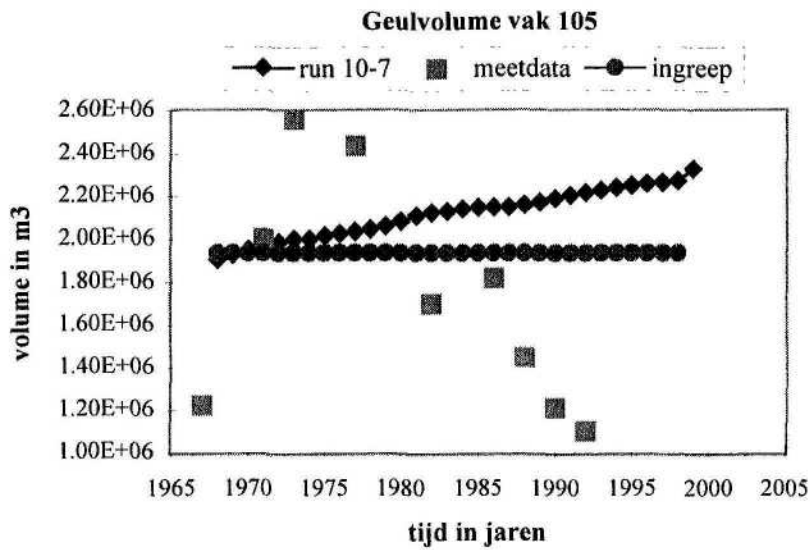 Geulvolume vak 105
run 10-7 meetdata ingreep
2.60E+06
2.40E+06
2.20E+06
2.00E+06
1.80E+06
1.60E+06
1.40E+06
1.20E+06
1.00E+06
volume in m3
1965 1970 1975 1980 1985 1990 1995 2000 2005
tijd in jaren